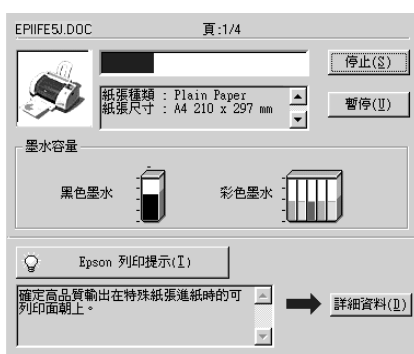 EPIIFE5J.DOC 頁:1/4
停止(S)
紙張種類 : Plain Paper
紙張尺寸 : A4 210 x 297 mm
暫停(U)
墨水容量
黑色墨水 彩色墨水
Epson 列印提示(I)
確定高品質輸出在特殊紙張進紙時的可
列印面朝上。
詳細資料(D)